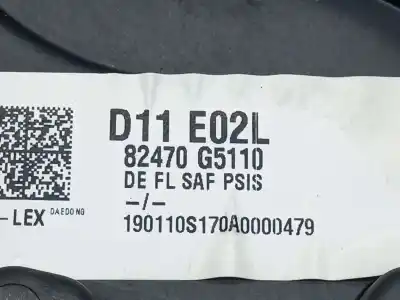 D11 E02L
82470 G5110
DE FL SAF PSIS
-/-
-LEX DAEDONG
190110S170A0000479